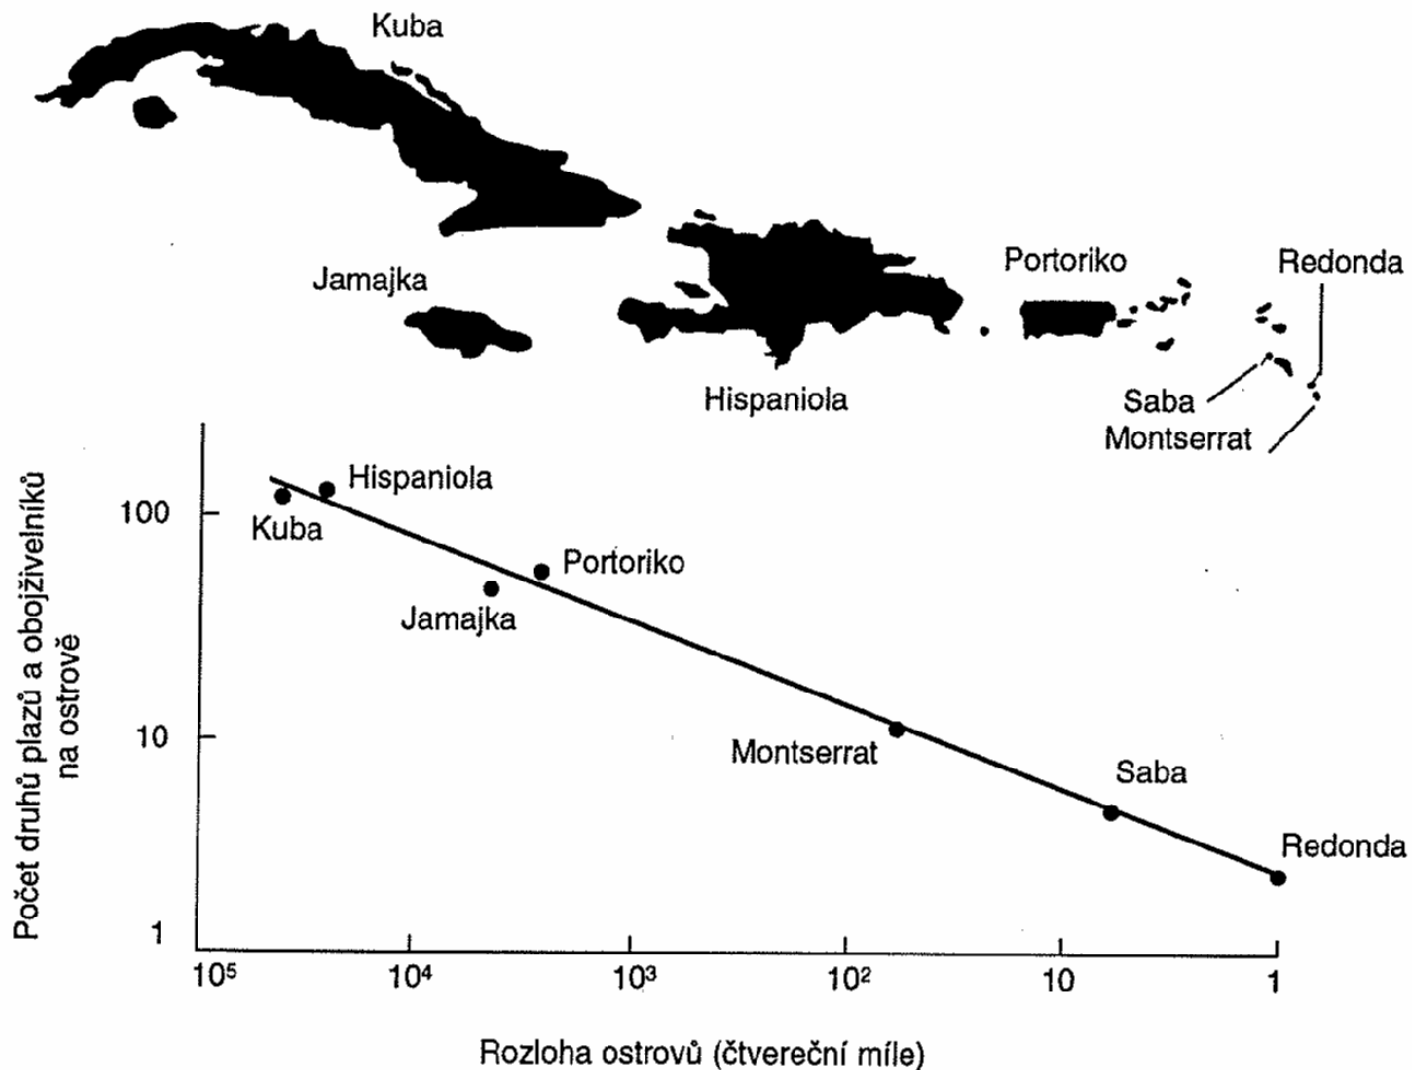 Kuba
Jamajka
Hispaniola
Portoriko
Redonda
Saba
Montserrat
Počet druhů plazů a obojživelníků
na ostrově
100
10
1
Kuba
Hispaniola
Jamajka
Portoriko
Montserrat
Saba
Redonda
10⁵
10⁴
10³
10²
10
1
Rozloha ostrovů (čtvereční míle)